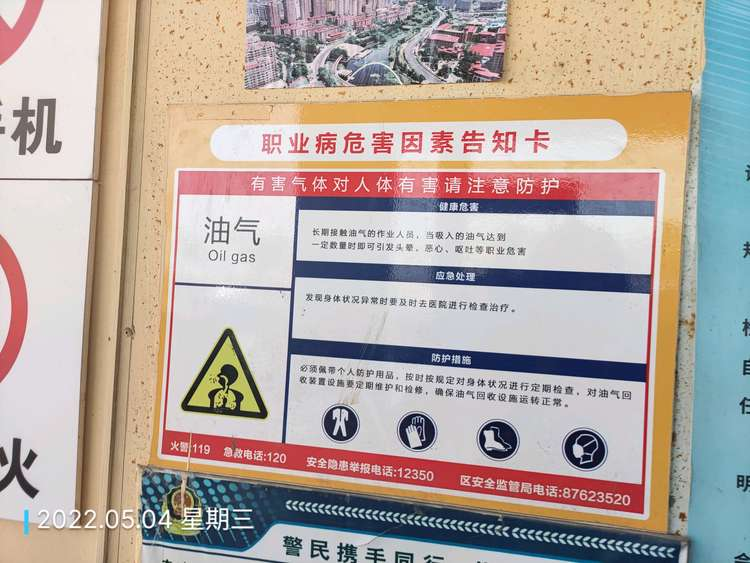 手机
火
职业病危害因素告知卡
有害气体对人体有害请注意防护
油气
Oil gas
健康危害
长期接触油气的作业人员，当吸入的油气达到
一定数量时即可引发头晕、恶心、呕吐等职业危害
应急处理
发现身体状况异常时要及时去医院进行检查治疗。
防护措施
必须佩带个人防护用品，按时按规定对身体状况进行定期检查，对油气回
收装置设施要定期维护和检修，确保油气回收设施运转正常。
火警:119 急救电话:120 安全隐患举报电话:12350 区安全监管局电话:87623520
2022.05.04 星期三
警民携手同行
明